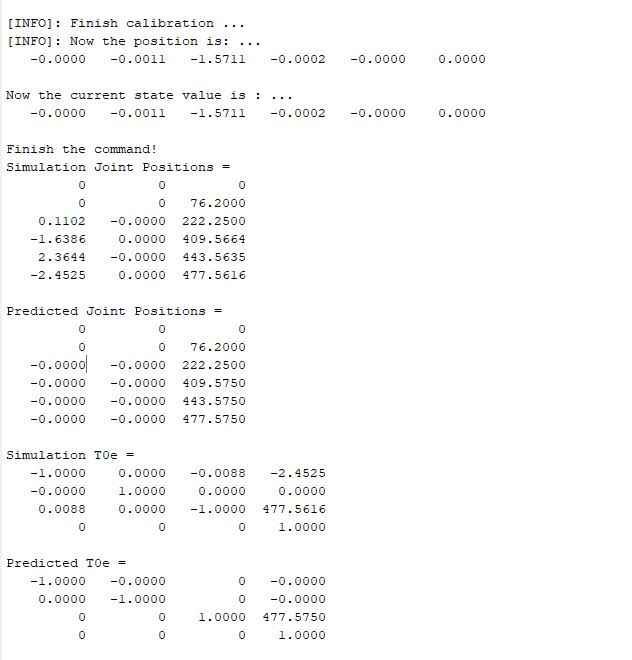 [INFO]: Finish calibration ...
[INFO]: Now the position is: ...
-0.0000 -0.0011 -1.5711 -0.0002 -0.0000 0.0000
Now the current state value is : ...
-0.0000 -0.0011 -1.5711 -0.0002 -0.0000 0.0000
Finish the command!
Simulation Joint Positions =
0 0 0
0 0 76.2000
0.1102 -0.0000 222.2500
-1.6386 0.0000 409.5664
2.3644 -0.0000 443.5635
-2.4525 0.0000 477.5616
Predicted Joint Positions =
0 0 0
0 0 76.2000
-0.0000 -0.0000 222.2500
-0.0000 -0.0000 409.5750
-0.0000 -0.0000 443.5750
-0.0000 -0.0000 477.5750
Simulation T0e =
-1.0000 0.0000 -0.0088 -2.4525
-0.0000 1.0000 0.0000 0.0000
0.0088 0.0000 -1.0000 477.5616
0 0 0 1.0000
Predicted T0e =
-1.0000 -0.0000 0 -0.0000
0.0000 -1.0000 0 -0.0000
0 0 1.0000 477.5750
0 0 0 1.0000